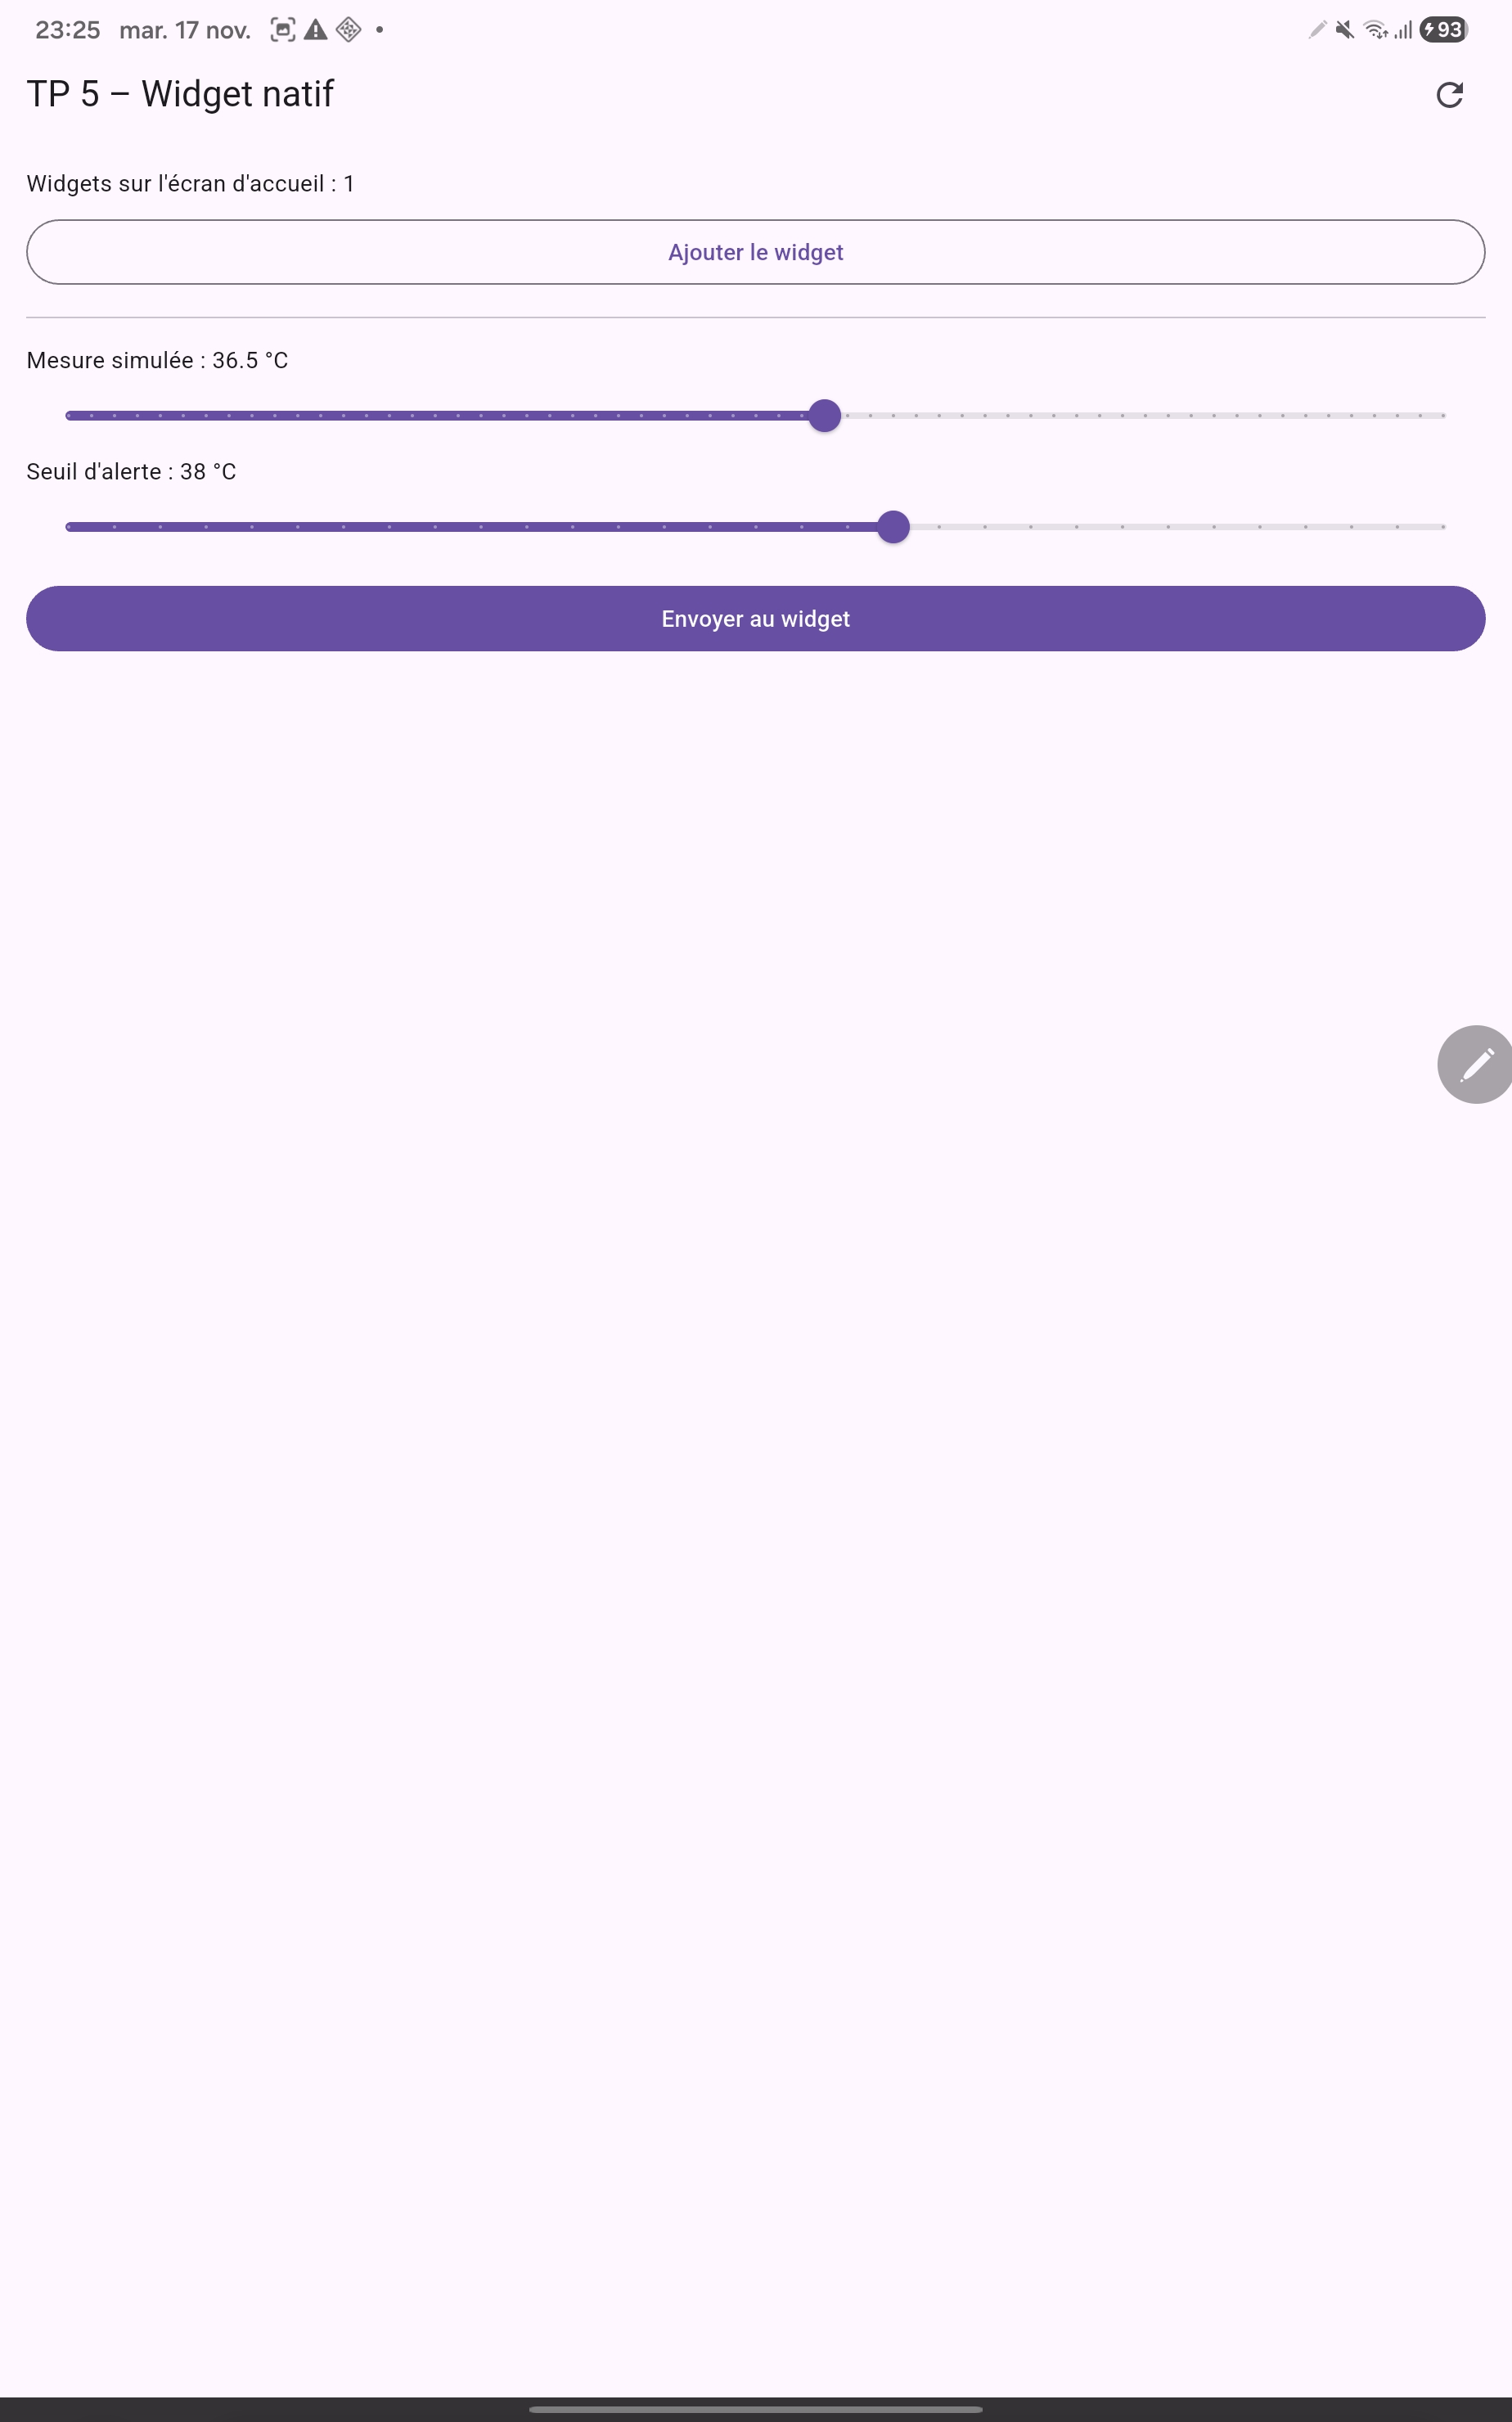 23:25 mar. 17 nov. 93
TP 5 – Widget natif
Widgets sur l'écran d'accueil : 1
Ajouter le widget
Mesure simulée : 36.5 °C
Seuil d'alerte : 38 °C
Envoyer au widget